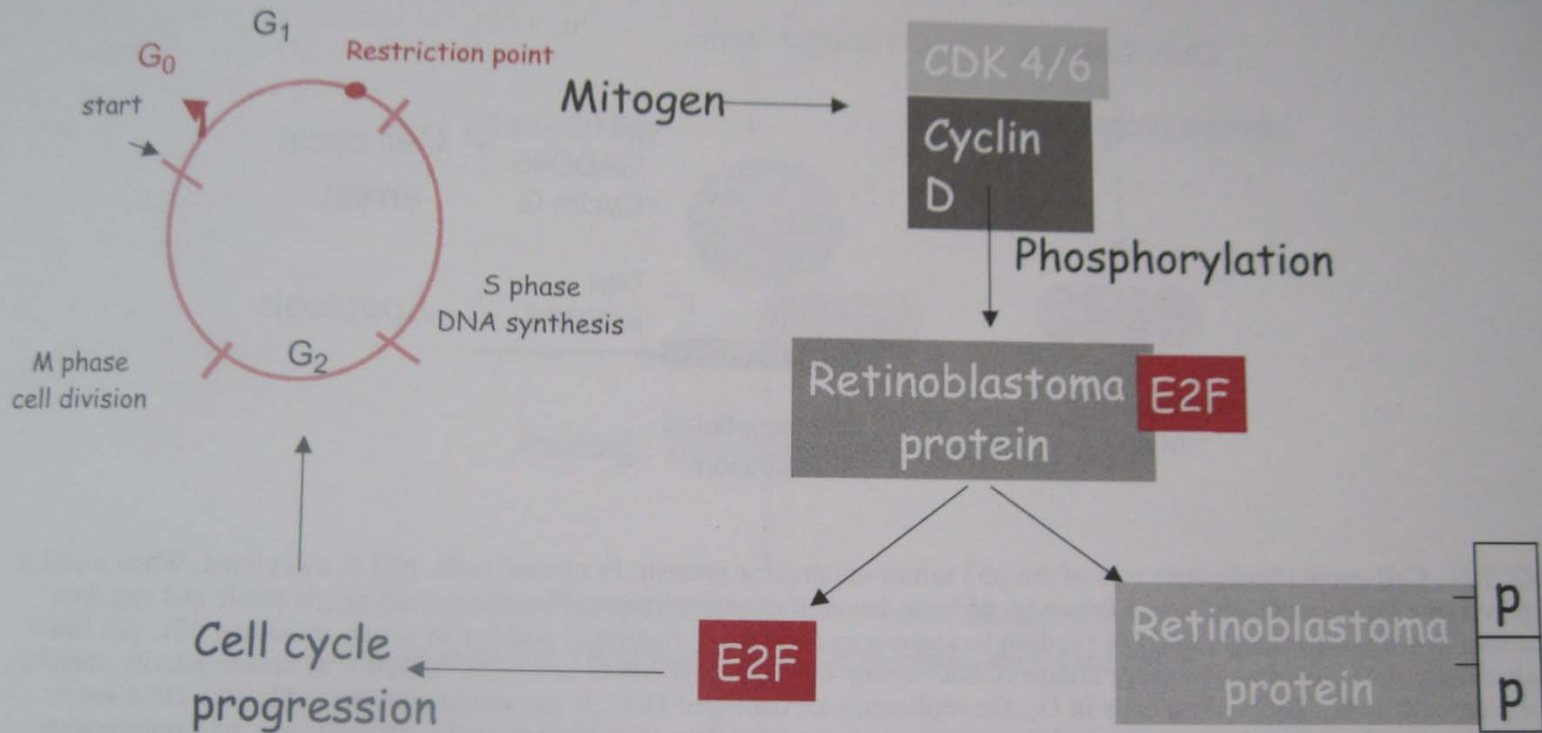 G₁
G₀
Restriction point
start
S phase
DNA synthesis
G₂
M phase
cell division
Mitogen
CDK 4/6
Cyclin
D
Phosphorylation
Retinoblastoma
protein
E2F
E2F
Retinoblastoma
protein
p
p
Cell cycle
progression